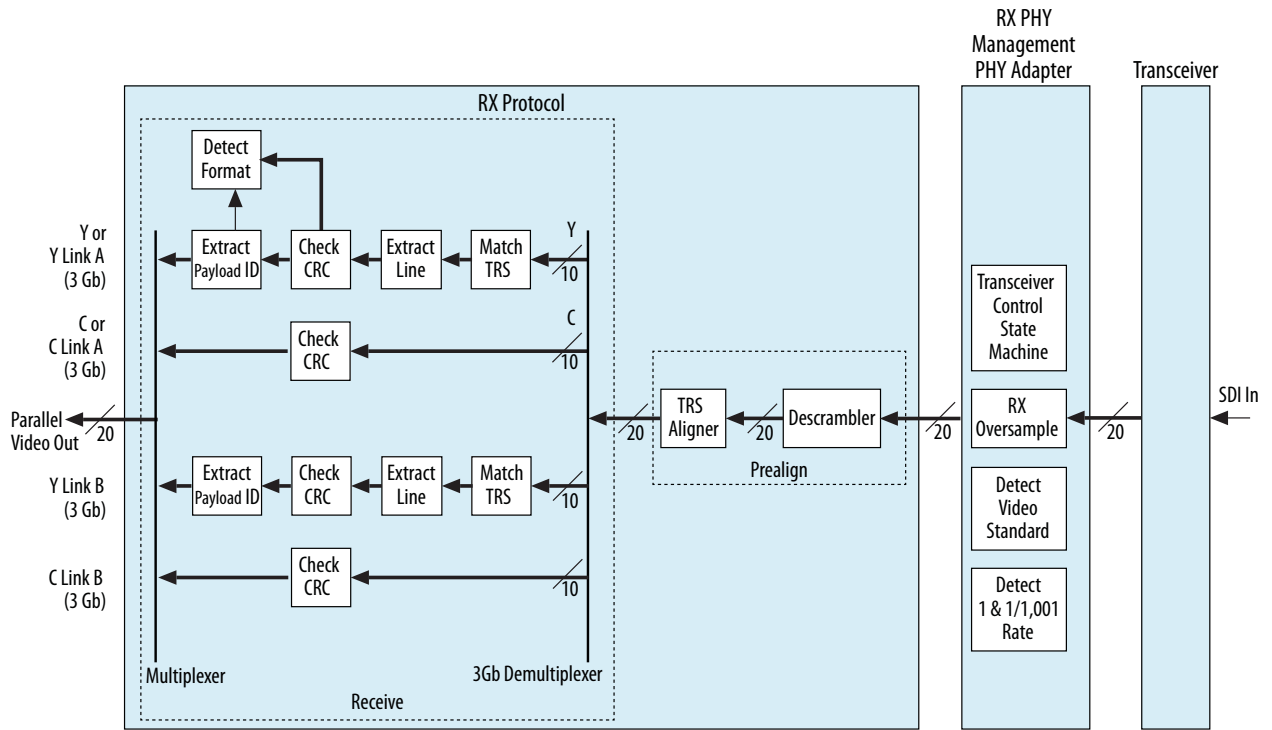 RX PHY
Management
PHY Adapter
Transceiver
RX Protocol
Detect
Format
Y or
Y Link A
(3 Gb)
Extract
Payload ID
Check
CRC
Extract
Line
Match
TRS
Y
10
C or
C Link A
(3 Gb)
Check
CRC
C
10
Transceiver
Control
State
Machine
Parallel
Video Out
20
20
TRS
Aligner
20
Descrambler
20
RX
Oversample
20
SDI In
Prealign
Y Link B
(3 Gb)
Extract
Payload ID
Check
CRC
Extract
Line
Match
TRS
10
Detect
Video
Standard
C Link B
(3 Gb)
Check
CRC
10
Detect
1 & 1/1,001
Rate
Multiplexer
3Gb Demultiplexer
Receive